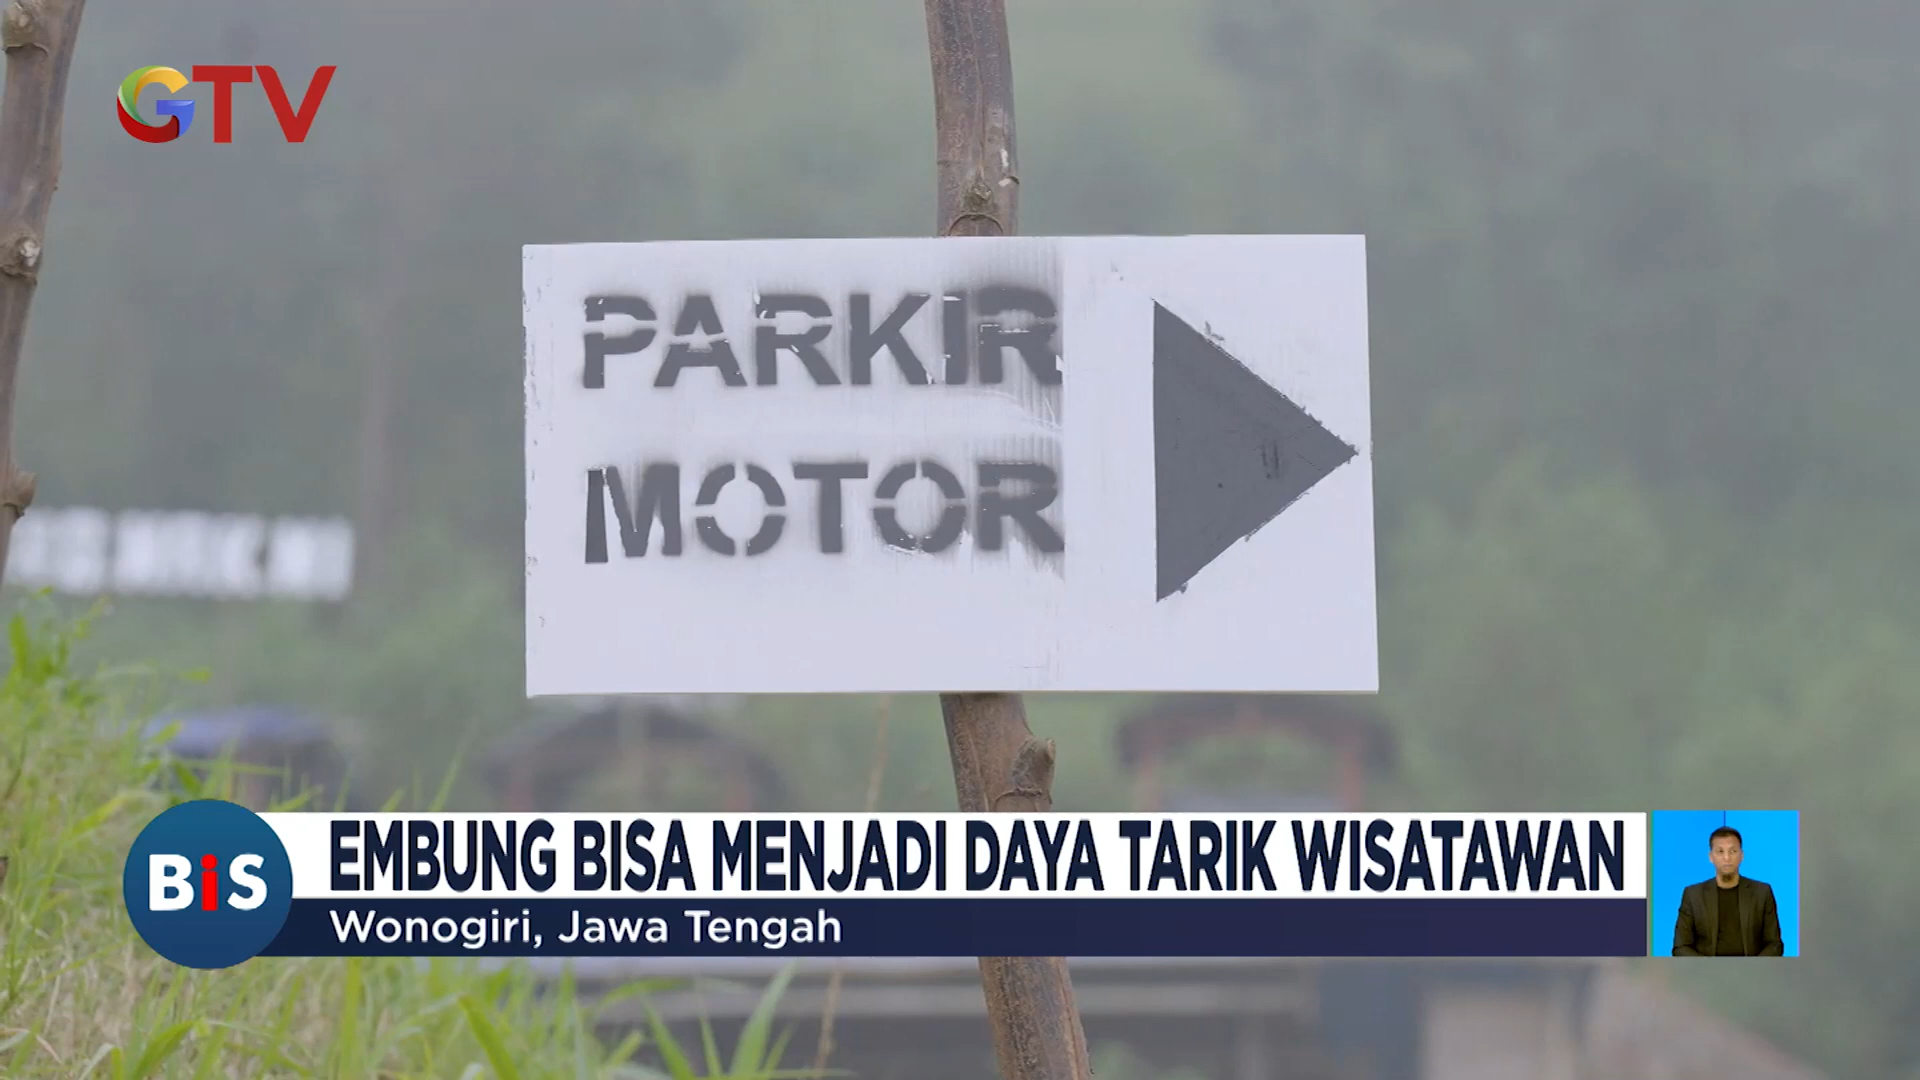 GTV
PARKIR
MOTOR
BiS
EMBUNG BISA MENJADI DAYA TARIK WISATAWAN
Wonogiri, Jawa Tengah